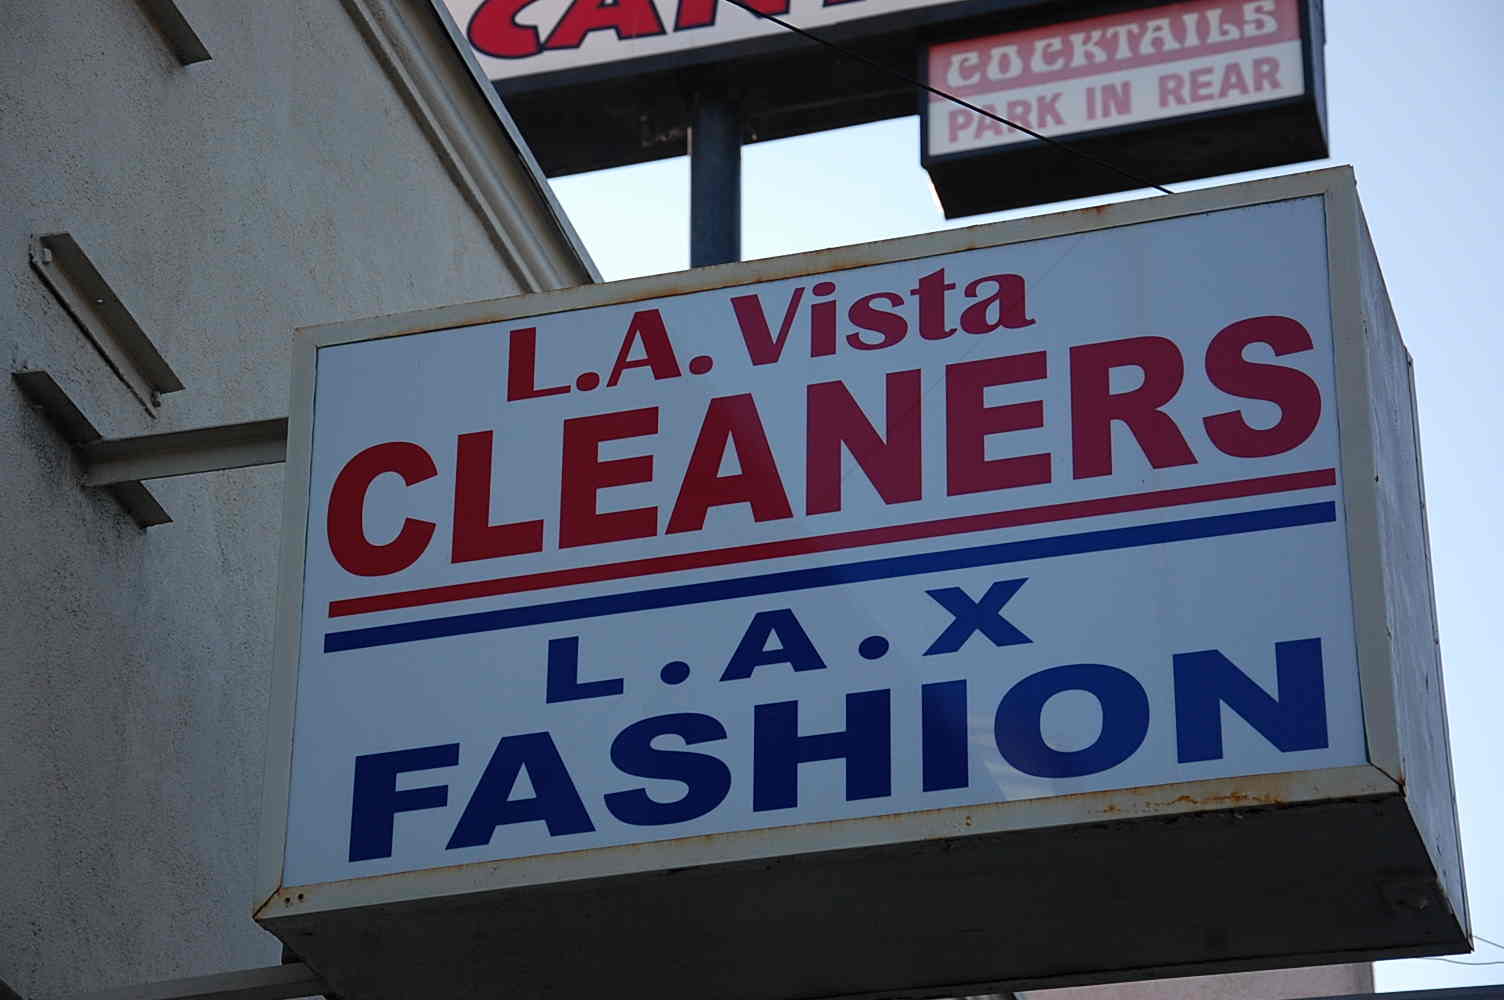 COCKTAILS
PARK IN REAR
L.A. Vista
CLEANERS
L.A.X
FASHION